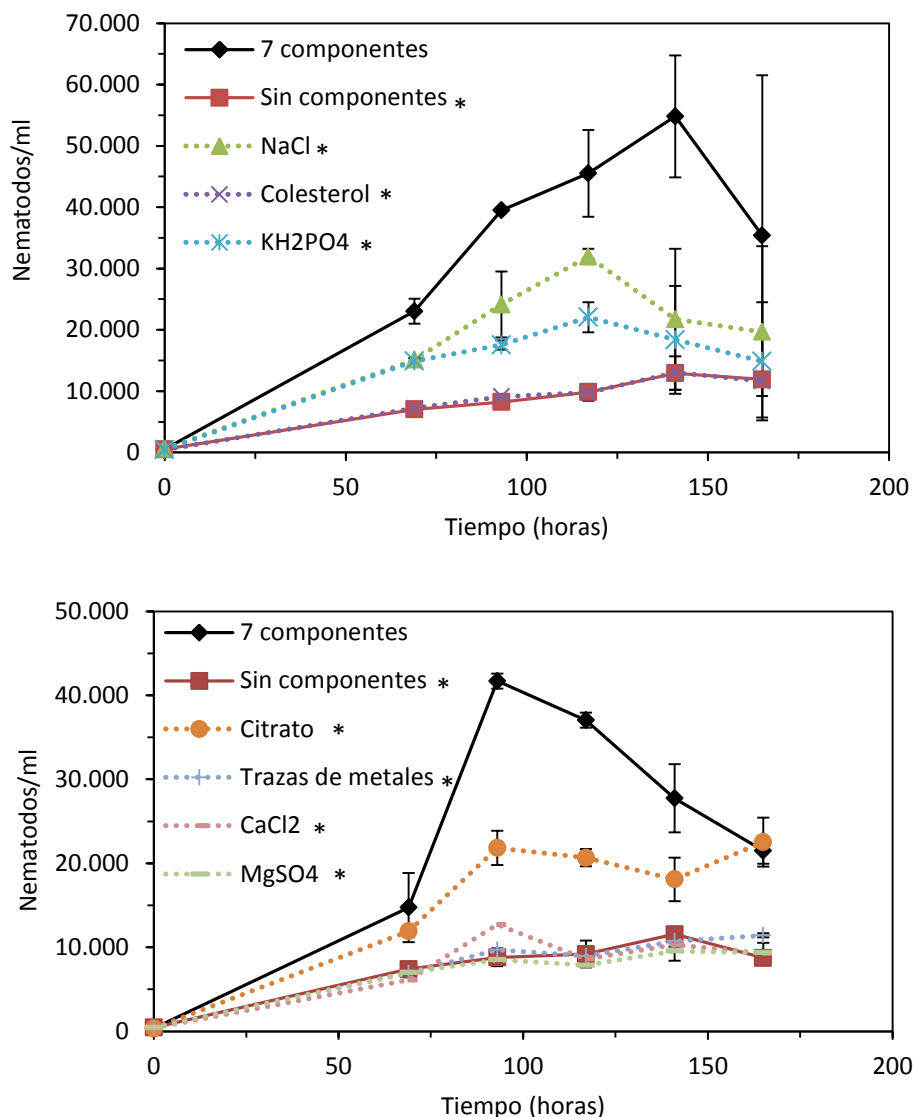 70.000
60.000
50.000
40.000
30.000
20.000
10.000
0
Nematodos/ml
7 componentes
Sin componentes *
NaCl *
Colesterol *
KH2PO4 *
0 50 100 150 200
Tiempo (horas)
50.000
40.000
30.000
20.000
10.000
0
Nematodos/ml
7 componentes
Sin componentes *
Citrato *
Trazas de metales *
CaCl2 *
MgSO4 *
0 50 100 150 200
Tiempo (horas)